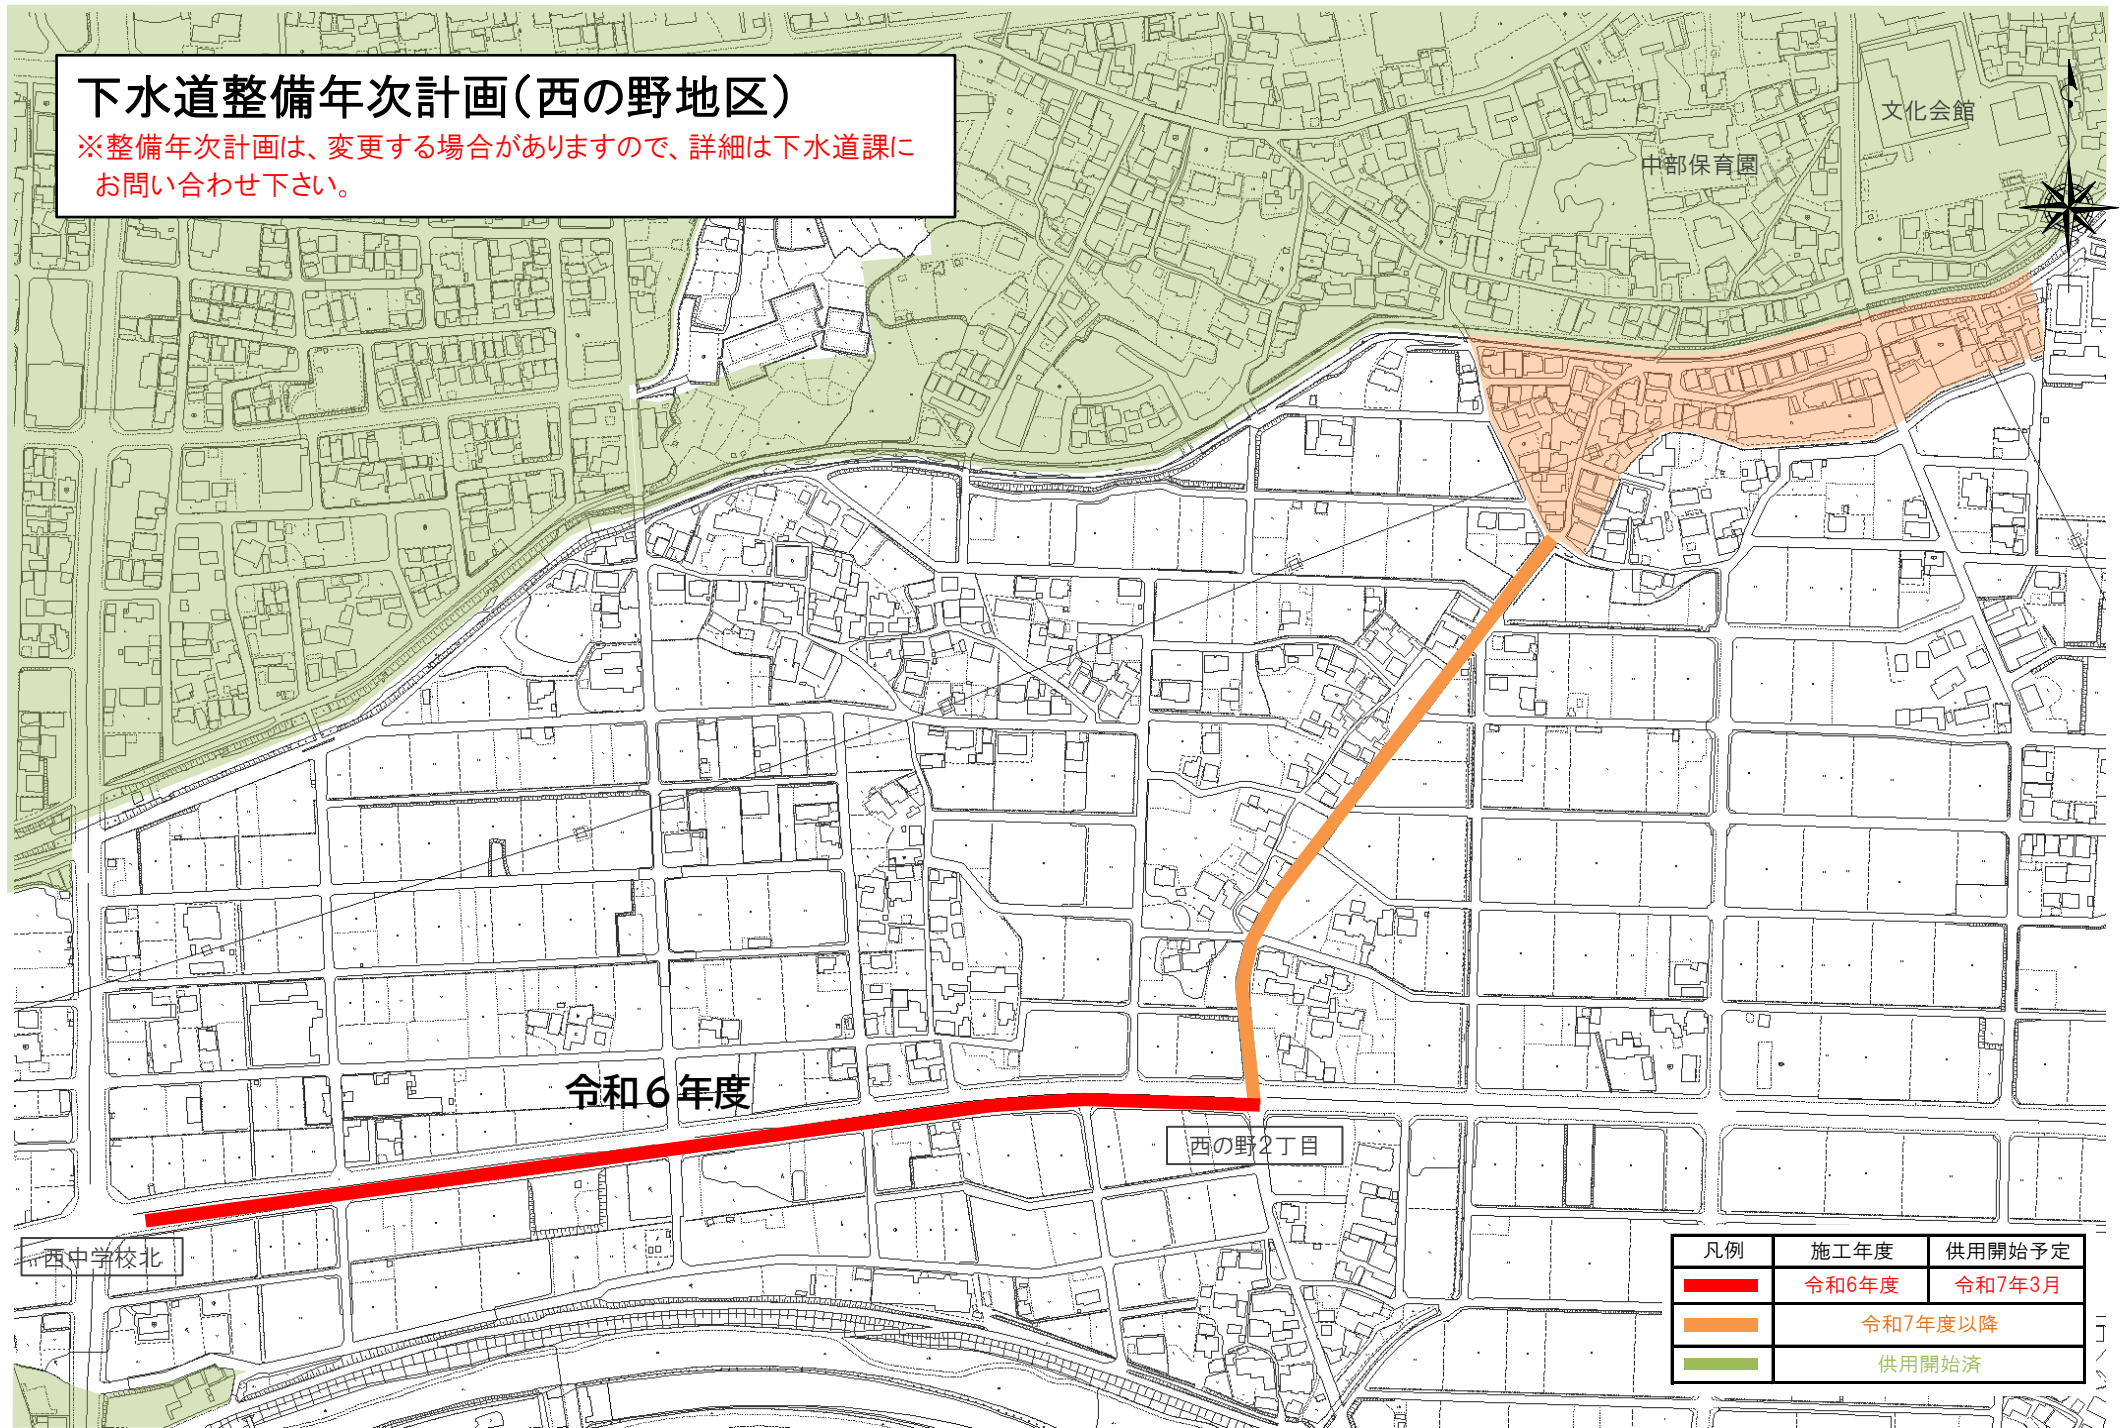 下水道整備年次計画(西の野地区)
※整備年次計画は、変更する場合がありますので、詳細は下水道課に
お問い合わせ下さい。
文化会館
中部保育園
令和6年度
西の野2丁目
西中学校北
凡例 施工年度 供用開始予定
令和6年度 令和7年3月
令和7年度以降
供用開始済